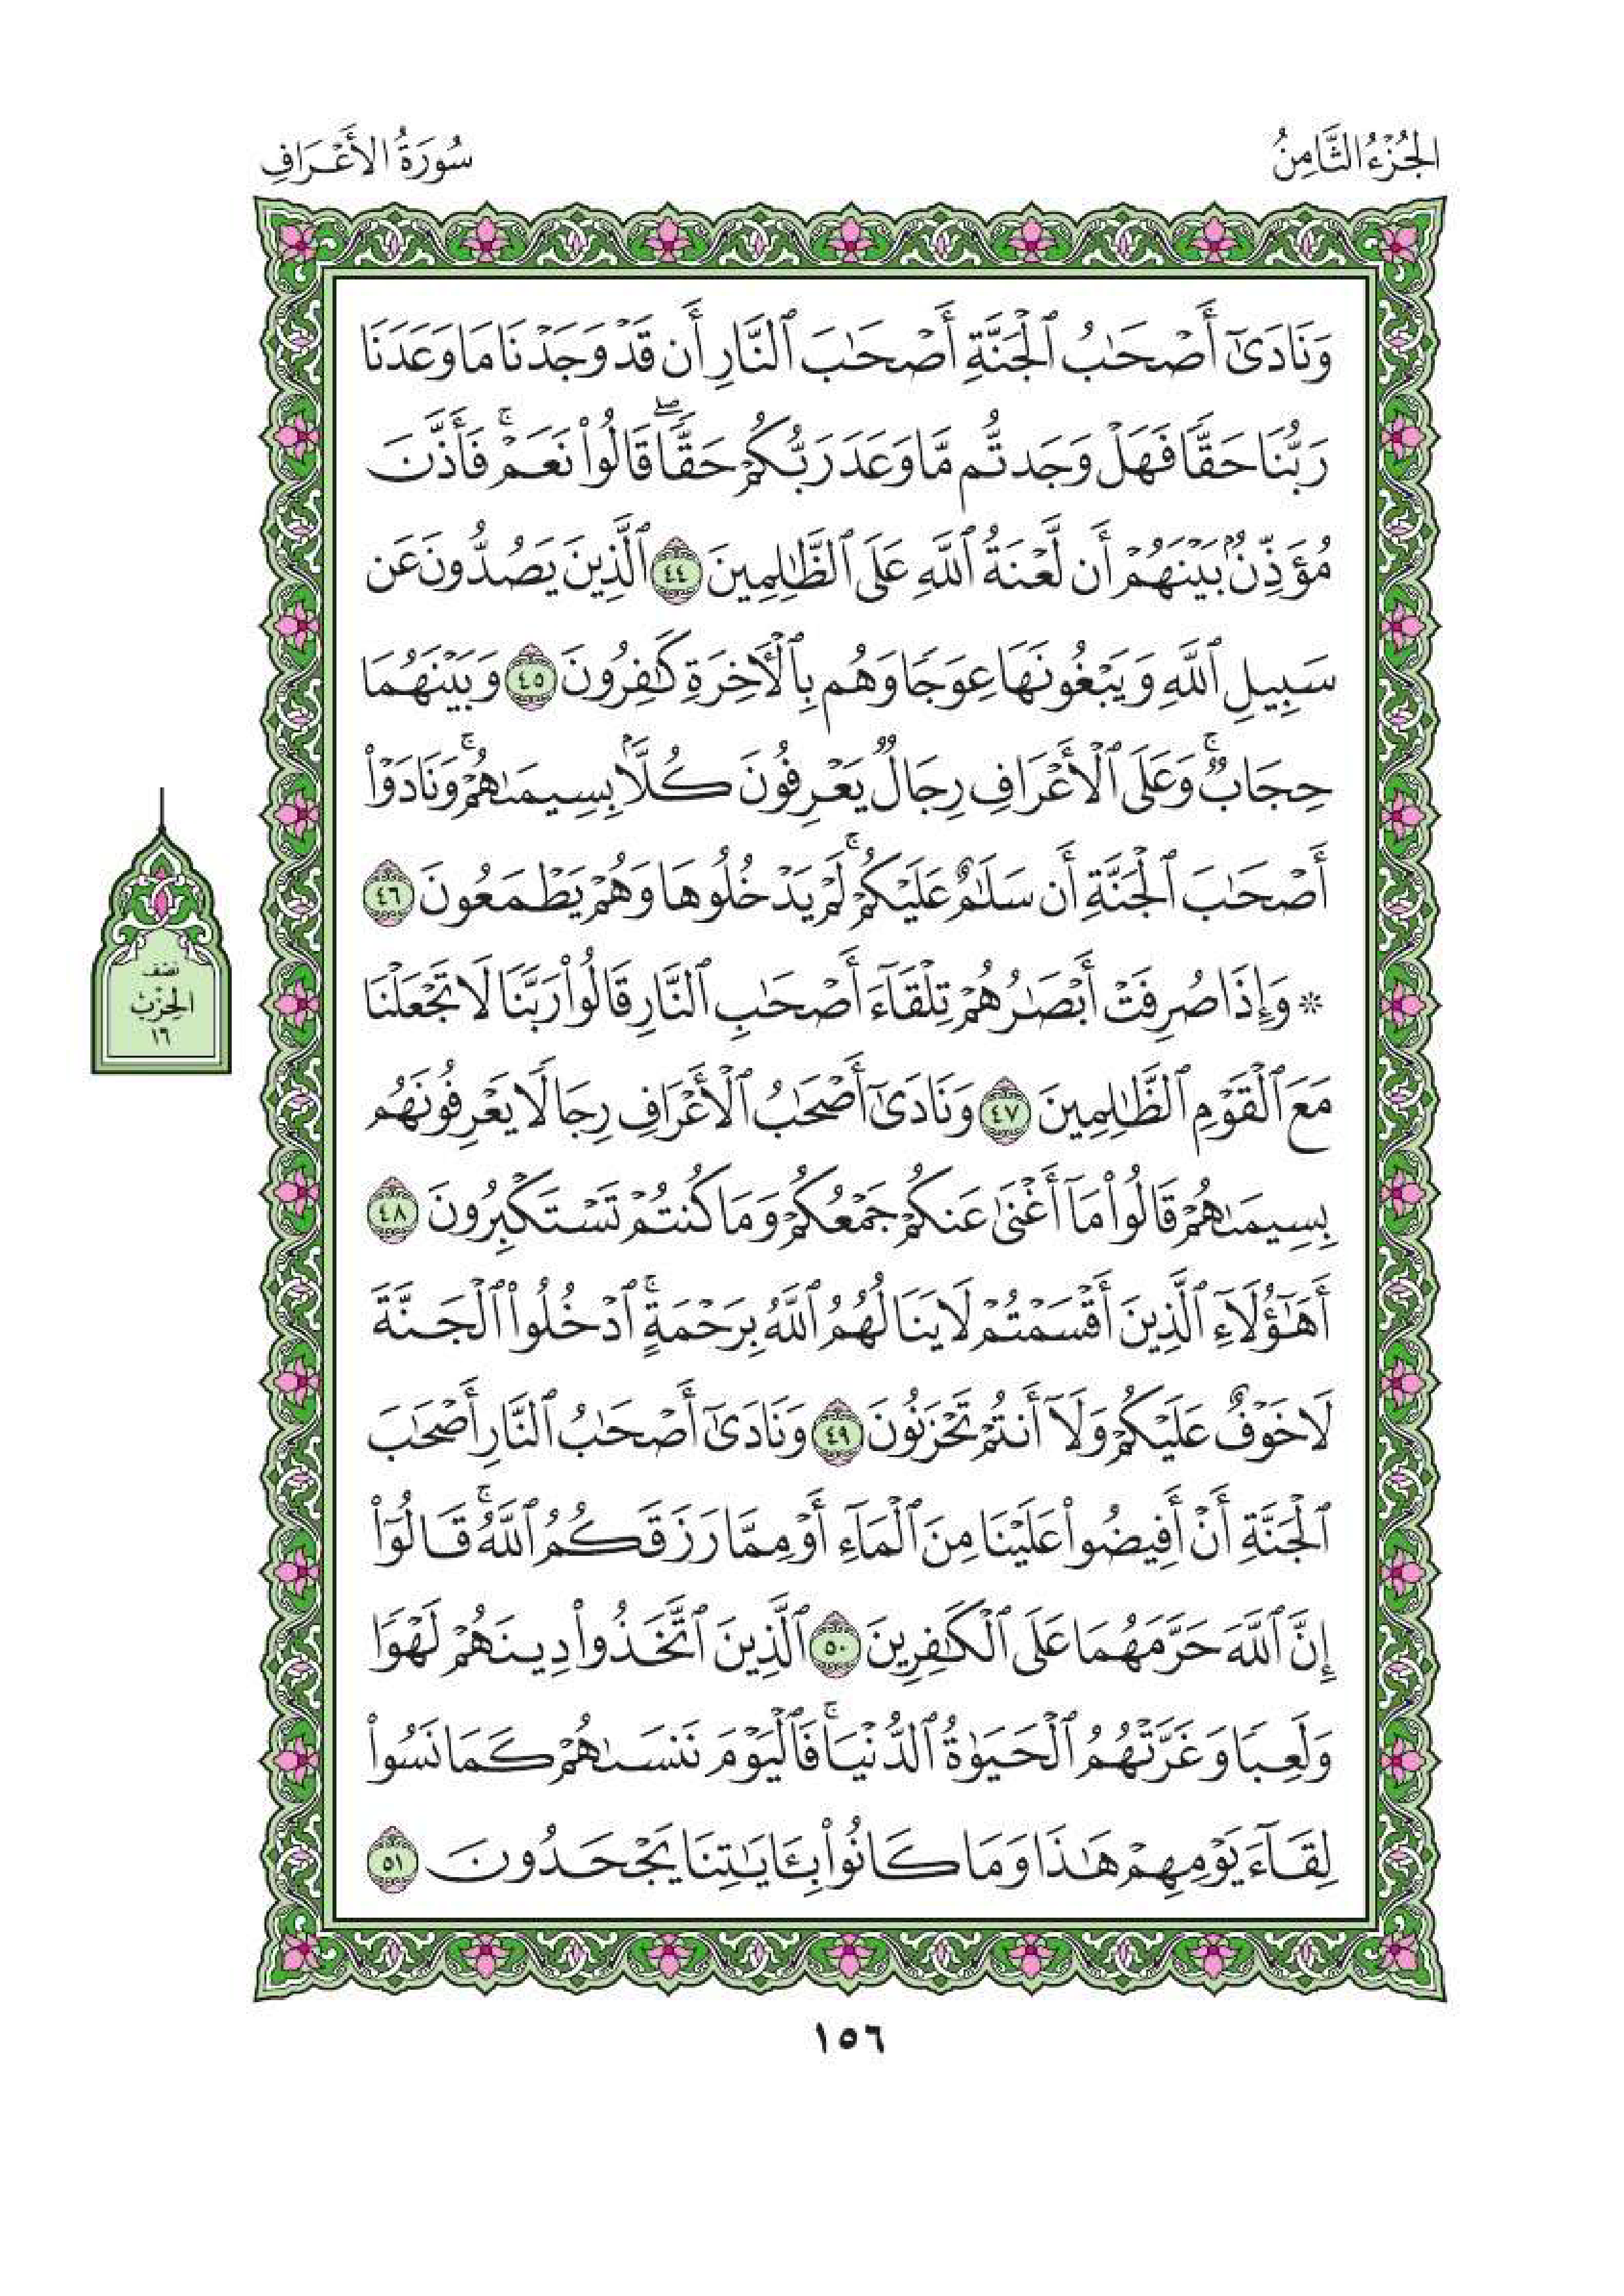 الجُزْءُ الثَّامِنُ
سُورَةُ الأَعْرَافِ
وَنَادَىٰٓ أَصْحَٰبُ ٱلْجَنَّةِ أَصْحَٰبَ ٱلنَّارِ أَن قَدْ وَجَدْنَا مَا وَعَدَنَا
رَبُّنَا حَقًّا فَهَلْ وَجَدتُّم مَّا وَعَدَ رَبُّكُمْ حَقًّاۖ قَالُوا۟ نَعَمْۚ فَأَذَّنَ
مُؤَذِّنٌۢ بَيْنَهُمْ أَن لَّعْنَةُ ٱللَّهِ عَلَى ٱلظَّٰلِمِينَ ٤٤ ٱلَّذِينَ يَصُدُّونَ عَن
سَبِيلِ ٱللَّهِ وَيَبْغُونَهَا عِوَجًا وَهُم بِٱلْأَخِرَةِ كَٰفِرُونَ ٤٥ وَبَيْنَهُمَا
حِجَابٌۚ وَعَلَى ٱلْأَعْرَافِ رِجَالٌ يَعْرِفُونَ كُلًّۢا بِسِيمَىٰهُمْۚ وَنَادَوْا۟
أَصْحَٰبَ ٱلْجَنَّةِ أَن سَلَٰمٌ عَلَيْكُمْۚ لَمْ يَدْخُلُوهَا وَهُمْ يَطْمَعُونَ ٤٦
۞ وَإِذَا صُرِفَتْ أَبْصَٰرُهُمْ تِلْقَآءَ أَصْحَٰبِ ٱلنَّارِ قَالُوا۟ رَبَّنَا لَا تَجْعَلْنَا
مَعَ ٱلْقَوْمِ ٱلظَّٰلِمِينَ ٤٧ وَنَادَىٰٓ أَصْحَٰبُ ٱلْأَعْرَافِ رِجَالًا يَعْرِفُونَهُم
بِسِيمَىٰهُمْ قَالُوا۟ مَآ أَغْنَىٰ عَنكُمْ جَمْعُكُمْ وَمَا كُنتُمْ تَسْتَكْبِرُونَ ٤٨
أَهَٰٓؤُلَآءِ ٱلَّذِينَ أَقْسَمْتُمْ لَا يَنَالُهُمُ ٱللَّهُ بِرَحْمَةٍۚ ٱدْخُلُوا۟ ٱلْجَنَّةَ
لَا خَوْفٌ عَلَيْكُمْ وَلَآ أَنتُمْ تَحْزَنُونَ ٤٩ وَنَادَىٰٓ أَصْحَٰبُ ٱلنَّارِ أَصْحَٰبَ
ٱلْجَنَّةِ أَنْ أَفِيضُوا۟ عَلَيْنَا مِنَ ٱلْمَآءِ أَوْ مِمَّا رَزَقَكُمُ ٱللَّهُۚ قَالُوٓا۟
إِنَّ ٱللَّهَ حَرَّمَهُمَا عَلَى ٱلْكَٰفِرِينَ ٥٠ ٱلَّذِينَ ٱتَّخَذُوا۟ دِينَهُمْ لَهْوًا
وَلَعِبًا وَغَرَّتْهُمُ ٱلْحَيَوٰةُ ٱلدُّنْيَاۚ فَٱلْيَوْمَ نَنسَىٰهُمْ كَمَا نَسُوا۟
لِقَآءَ يَوْمِهِمْ هَٰذَا وَمَا كَانُوا۟ بِـَٔايَٰتِنَا يَجْحَدُونَ ٥١
نِصْف
الحِزْب
١٦
١٥٦